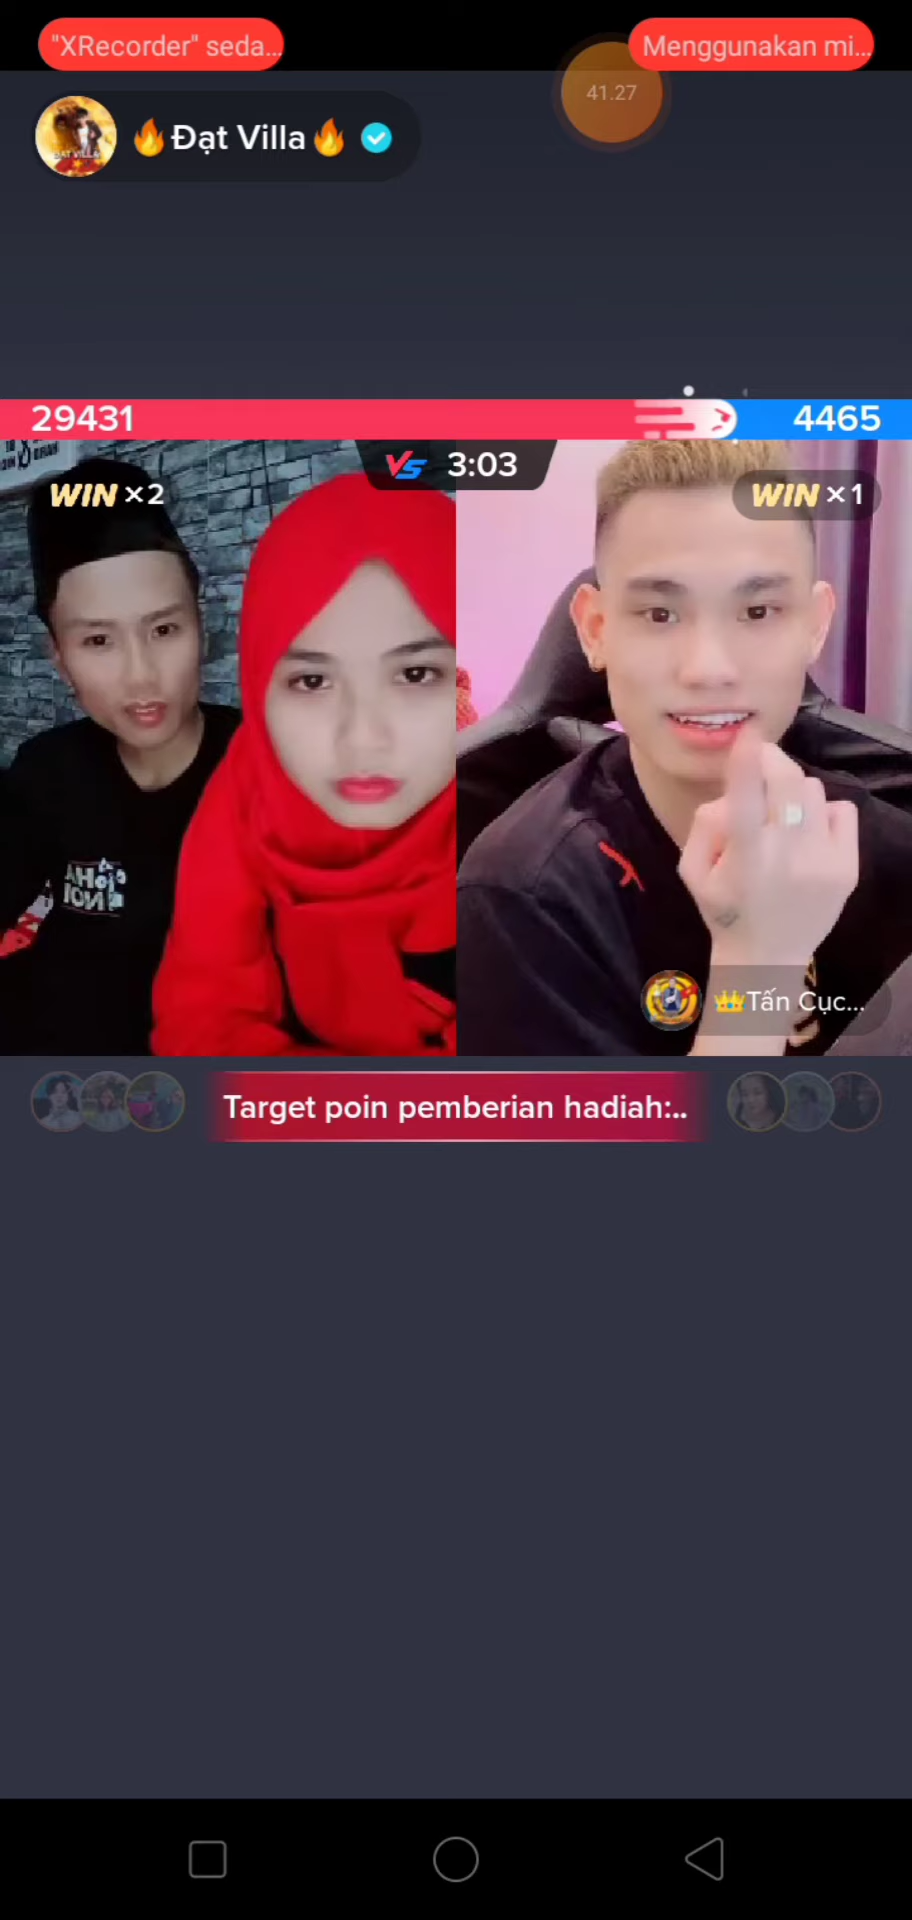 "XRecorder" seda...
Menggunakan mi...
41.27
🔥Đạt Villa🔥
29431
4465
VS 3:03
WIN ×2
WIN ×1
👑Tấn Cục...
Target poin pemberian hadiah:..